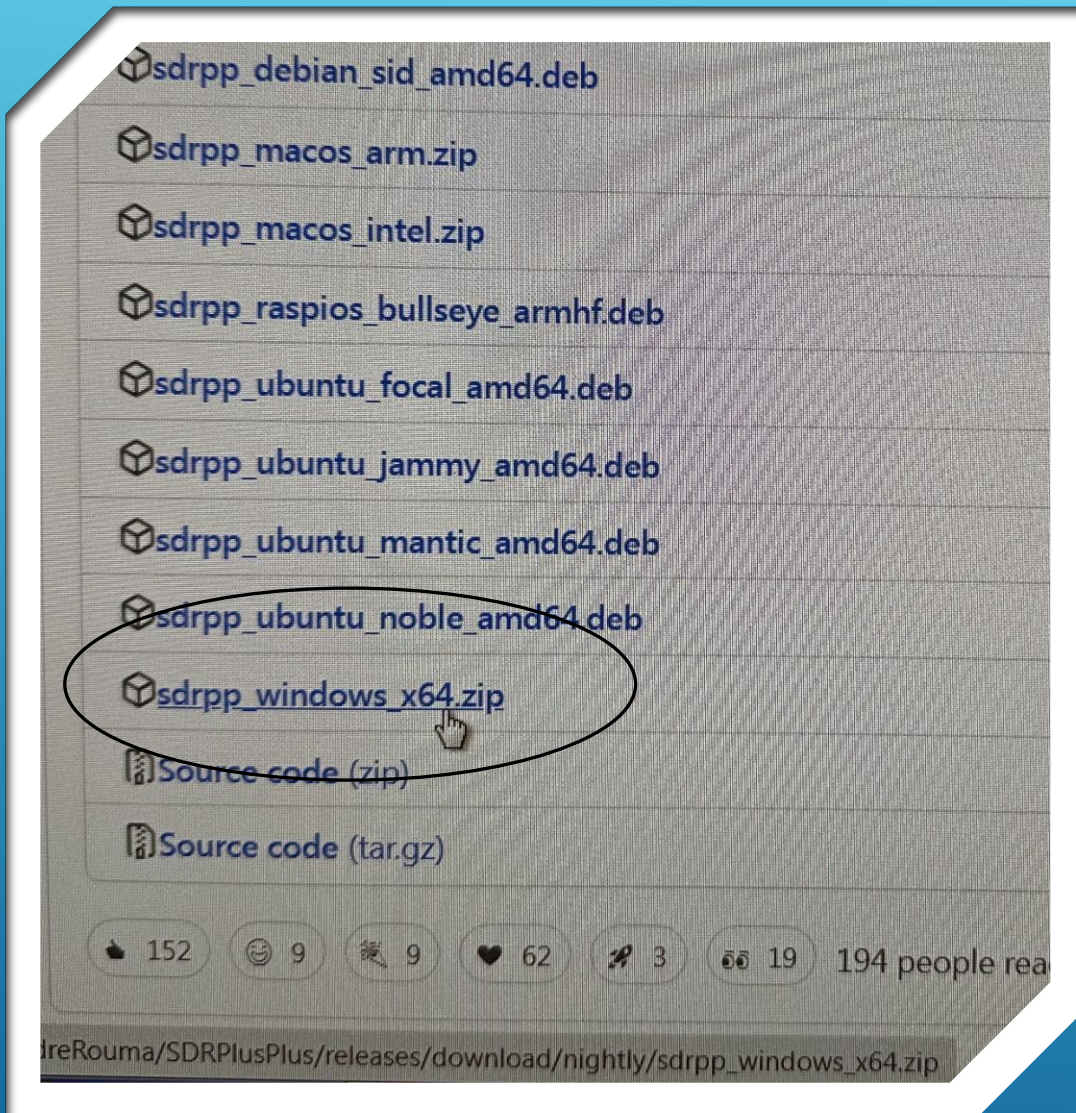 sdrpp_debian_sid_amd64.deb
sdrpp_macos_arm.zip
sdrpp_macos_intel.zip
sdrpp_raspios_bullseye_armhf.deb
sdrpp_ubuntu_focal_amd64.deb
sdrpp_ubuntu_jammy_amd64.deb
sdrpp_ubuntu_mantic_amd64.deb
sdrpp_ubuntu_noble_amd64.deb
sdrpp_windows_x64.zip
Source code (zip)
Source code (tar.gz)
152 9 9 62 3 19 194 people rea
dreRouma/SDRPlusPlus/releases/download/nightly/sdrpp_windows_x64.zip